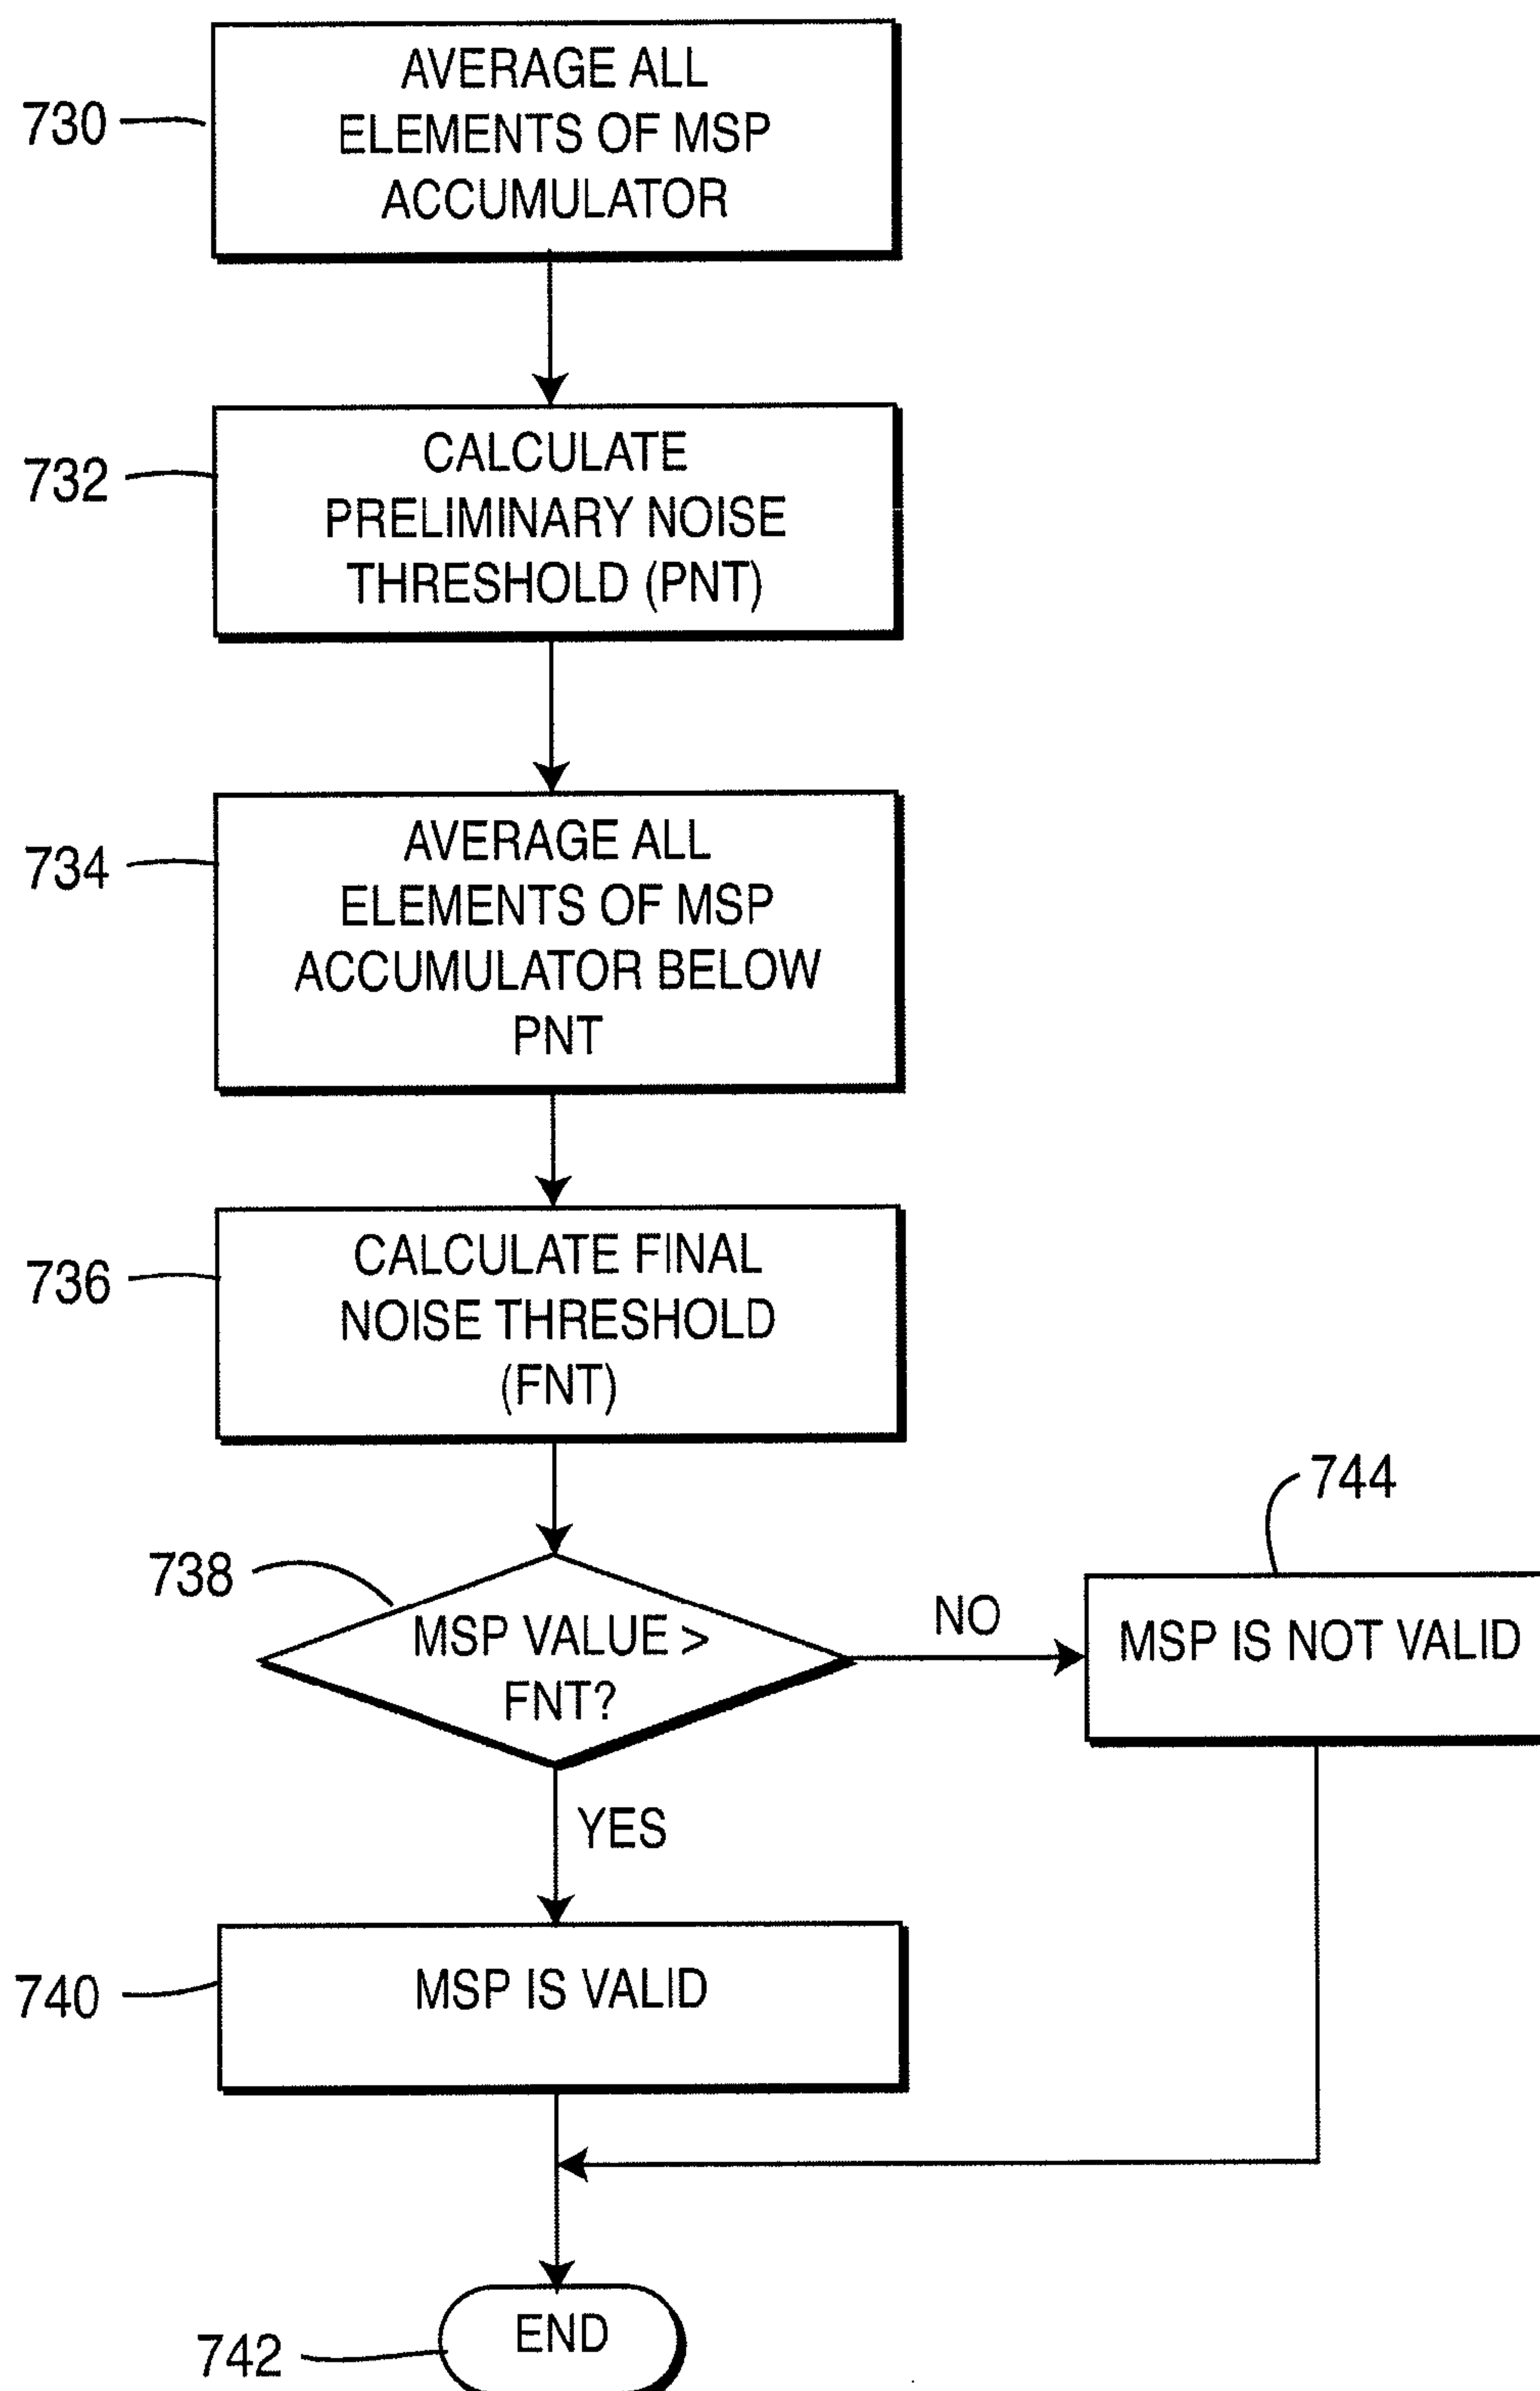 730
AVERAGE ALL
ELEMENTS OF MSP
ACCUMULATOR
732
CALCULATE
PRELIMINARY NOISE
THRESHOLD (PNT)
734
AVERAGE ALL
ELEMENTS OF MSP
ACCUMULATOR BELOW
PNT
736
CALCULATE FINAL
NOISE THRESHOLD
(FNT)
738
MSP VALUE >
FNT?
NO
744
MSP IS NOT VALID
YES
740
MSP IS VALID
742
END